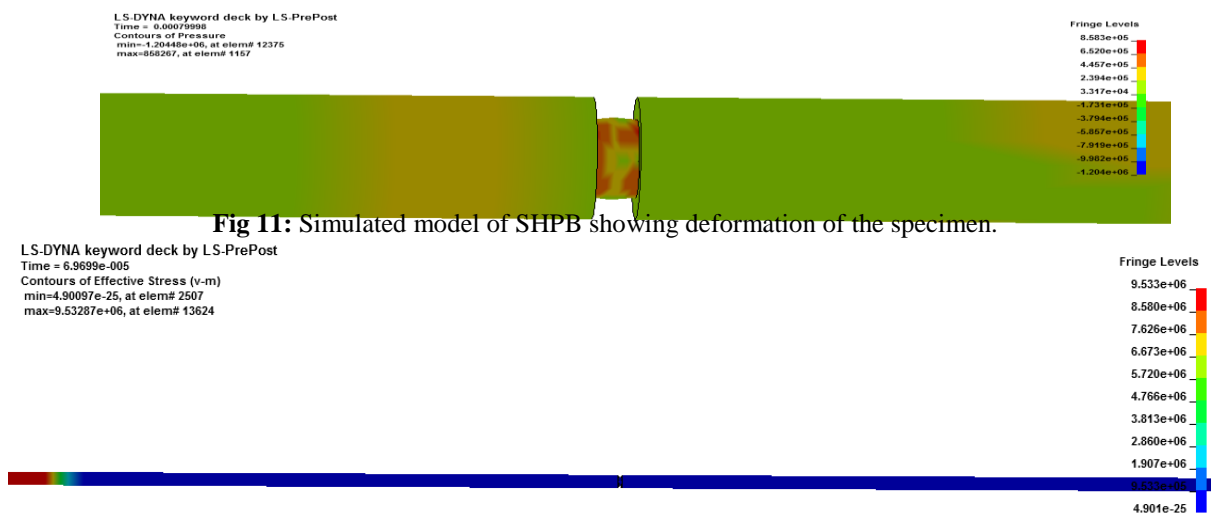 LS-DYNA keyword deck by LS-PrePost
Time = 0.00079998
Contours of Pressure
min=-1.20448e+06, at elem# 12375
max=858267, at elem# 1157
Fringe Levels
8.583e+05
6.520e+05
4.457e+05
2.394e+05
3.317e+04
-1.731e+05
-3.794e+05
-5.857e+05
-7.919e+05
-9.982e+05
-1.204e+06
Fig 11: Simulated model of SHPB showing deformation of the specimen.
LS-DYNA keyword deck by LS-PrePost
Time = 6.9699e-005
Contours of Effective Stress (v-m)
min=4.90097e-25, at elem# 2507
max=9.53287e+06, at elem# 13624
Fringe Levels
9.533e+06
8.580e+06
7.626e+06
6.673e+06
5.720e+06
4.766e+06
3.813e+06
2.860e+06
1.907e+06
9.533e+05
4.901e-25